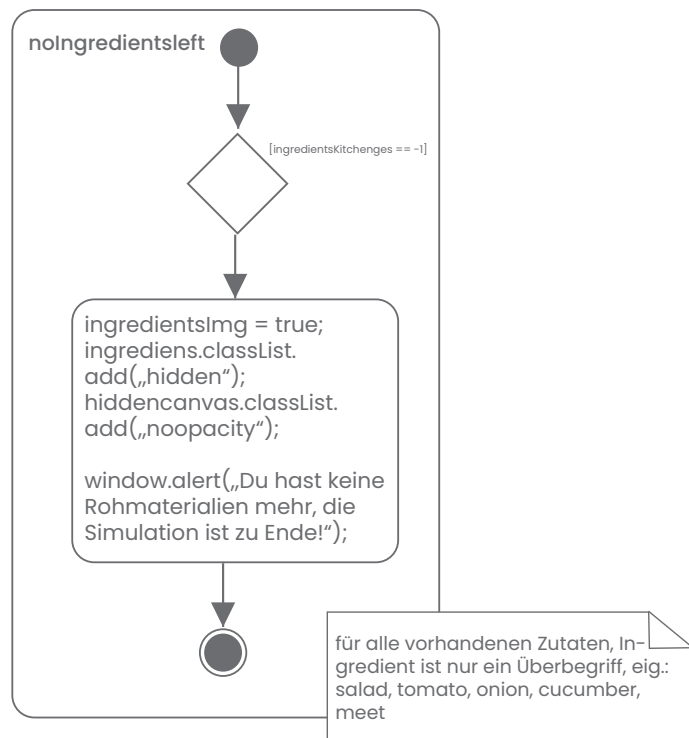 noIngredientsleft
[ingredientsKitchenges == -1]
ingredientsImg = true;
ingrediens.classList.
add(„hidden“);
hiddencanvas.classList.
add(„noopacity“);
window.alert(„Du hast keine
Rohmaterialien mehr, die
Simulation ist zu Ende!“);
für alle vorhandenen Zutaten, In-
gredient ist nur ein Überbegriff, eig.:
salad, tomato, onion, cucumber,
meet